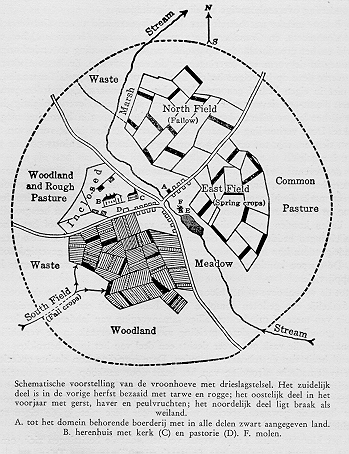 Stream
N
S
Waste
Marsh
North Field
(Fallow)
Woodland
and Rough
Pasture
Inclosed
A
B
C
D
F
E
East Field
(Spring crops)
Common
Pasture
Waste
Meadow
South Field
(Fall crops)
Woodland
Stream
Schematische voorstelling van de vroonhoeve met drieslagstelsel. Het zuidelijk
deel is in de vorige herfst bezaaid met tarwe en rogge; het oostelijk deel in het
voorjaar met gerst, haver en peulvruchten; het noordelijk deel ligt braak als
weiland.
A. tot het domein behorende boerderij met in alle delen zwart aangegeven land.
B. herenhuis met kerk (C) en pastorie (D). F. molen.